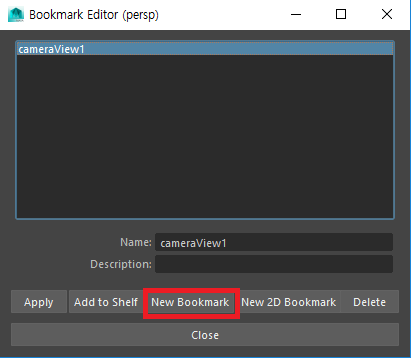 Bookmark Editor (persp)
cameraView1
Name: cameraView1
Description:
Apply Add to Shelf New Bookmark New 2D Bookmark Delete
Close